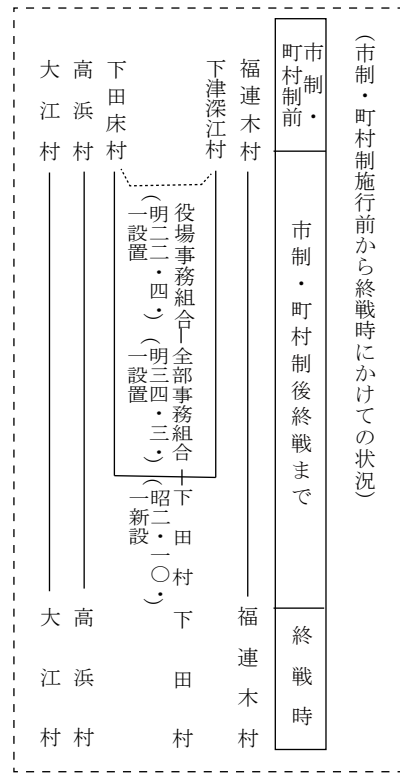 （市制・町村制施行前から終戦時にかけての状況）
市制・
町村制前
市制・町村制後終戦まで
終戦時
福連木村
福連木村
下津深江村
役場事務組合
（明二二・四・
一設置）
全部事務組合
（明三四・三・
一設置）
下田村
（昭二・一〇・
一新設）
下田村
下田床村
高浜村
高浜村
大江村
大江村